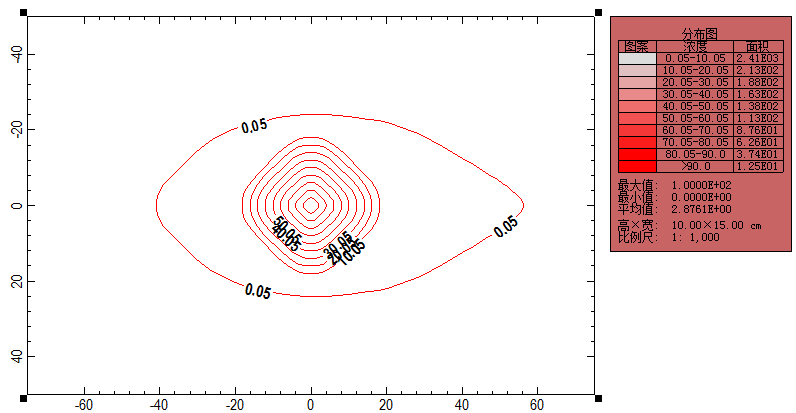 分布图
图案 浓度 面积
0.05-10.05 2.41E03
10.05-20.05 2.13E02
20.05-30.05 1.88E02
30.05-40.05 1.63E02
40.05-50.05 1.38E02
50.05-60.05 1.13E02
60.05-70.05 8.76E01
70.05-80.05 6.26E01
80.05-90.0 3.74E01
>90.0 1.25E01
最大值: 1.0000E+02
最小值: 0.0000E+00
平均值: 2.8761E+00
高×宽: 10.00×15.00 cm
比例尺: 1: 1,000
-40
-20
0
20
40
-60 -40 -20 0 20 40 60
0.05
0.05
0.05
50.05
40.05
30.05
20.05
10.05